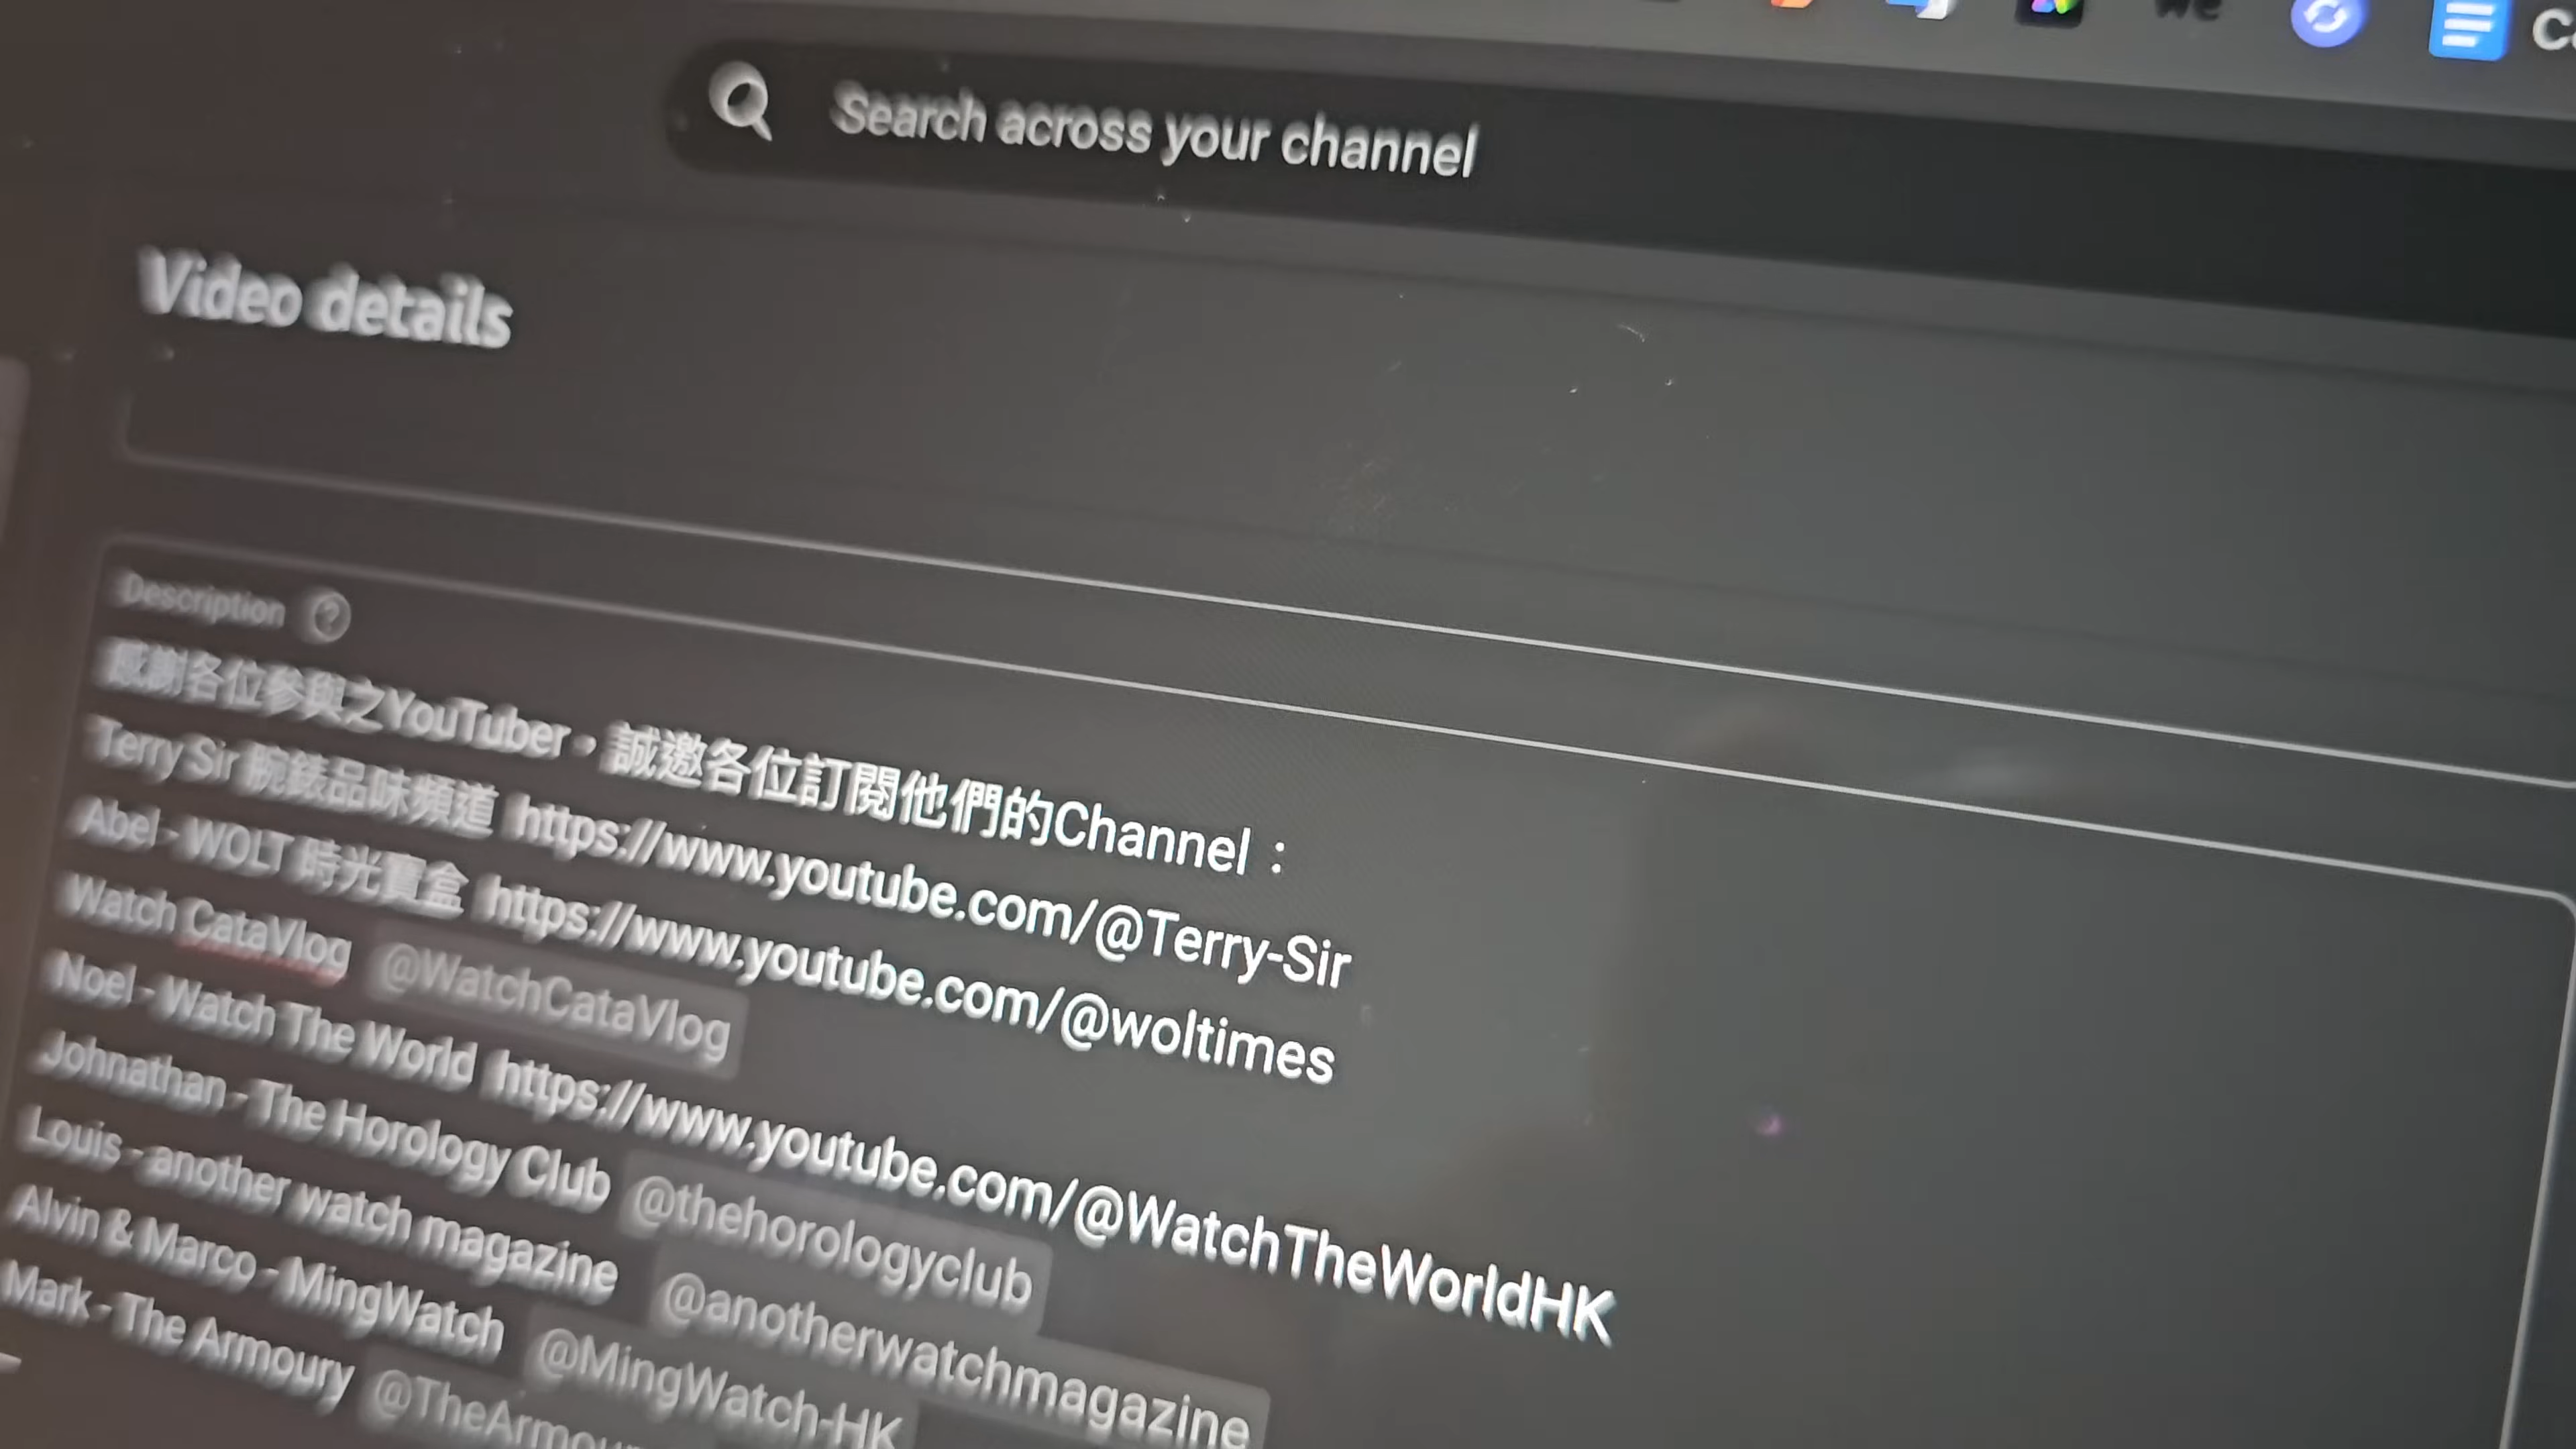 Search across your channel
Video details
Description ?
感謝各位參與之YouTuber，誠邀各位訂閱他們的Channel：
Terry Sir 腕錶品味頻道 https://www.youtube.com/@Terry-Sir
Abel - WOLT 時光寶盒 https://www.youtube.com/@woltimes
Watch CataVlog @WatchCataVlog
Noel - Watch The World https://www.youtube.com/@WatchTheWorldHK
Johnathan - The Horology Club @thehorologyclub
Louis - another watch magazine @anotherwatchmagazine
Alvin & Marco - MingWatch @MingWatch-HK
Mark - The Armoury